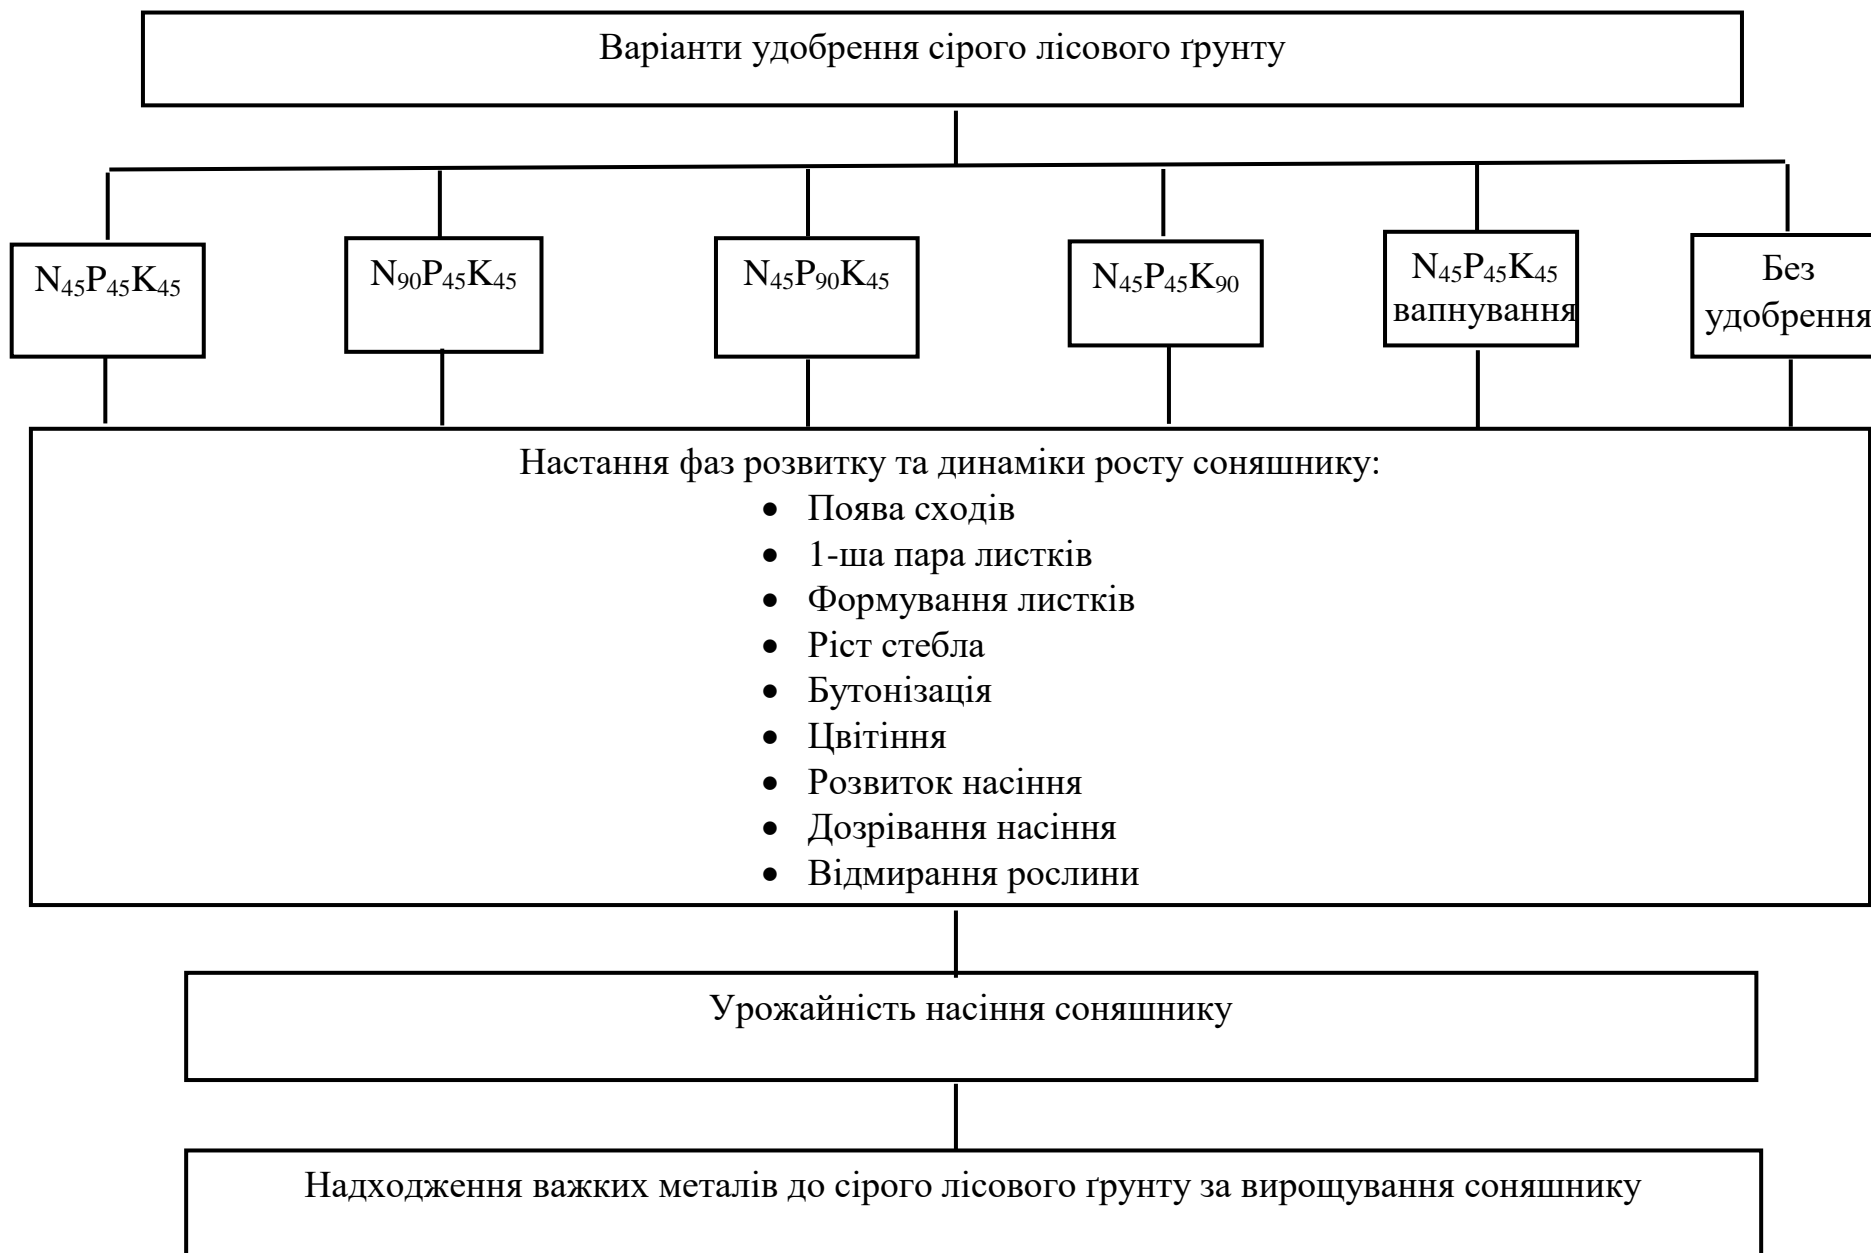 Варіанти удобрення сірого лісового ґрунту
N₄₅P₄₅K₄₅
N₉₀P₄₅K₄₅
N₄₅P₉₀K₄₅
N₄₅P₄₅K₉₀
N₄₅P₄₅K₄₅
вапнування
Без
удобрення
Настання фаз розвитку та динаміки росту соняшнику:
• Поява сходів
• 1-ша пара листків
• Формування листків
• Ріст стебла
• Бутонізація
• Цвітіння
• Розвиток насіння
• Дозрівання насіння
• Відмирання рослини
Урожайність насіння соняшнику
Надходження важких металів до сірого лісового ґрунту за вирощування соняшнику